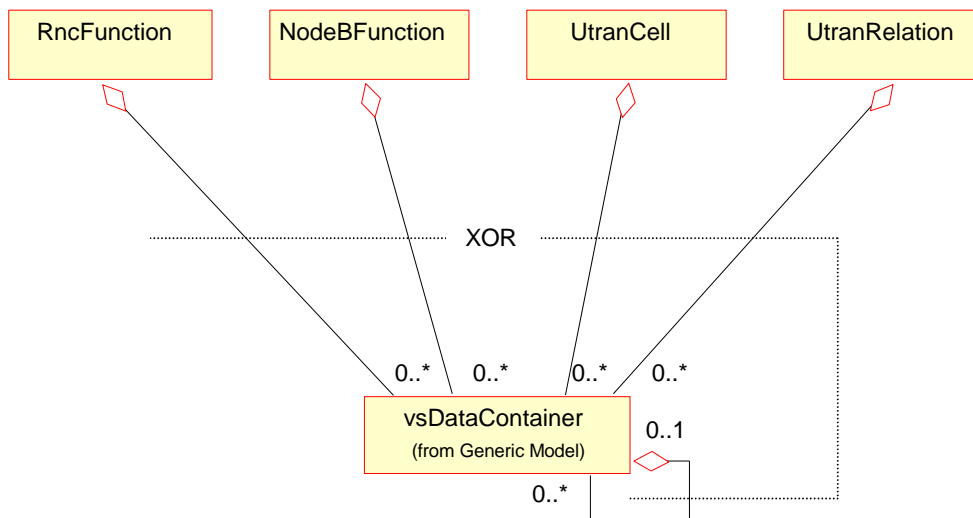 RncFunction
NodeBFunction
UtranCell
UtranRelation
XOR
0..*
0..*
0..*
0..*
vsDataContainer
(from Generic Model)
0..1
0..*